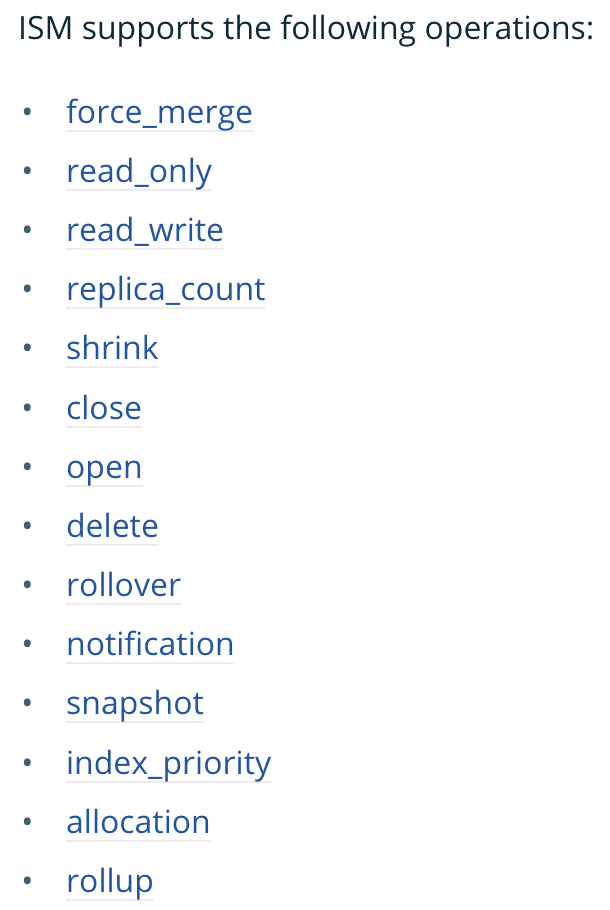 ISM supports the following operations:
• force_merge
• read_only
• read_write
• replica_count
• shrink
• close
• open
• delete
• rollover
• notification
• snapshot
• index_priority
• allocation
• rollup